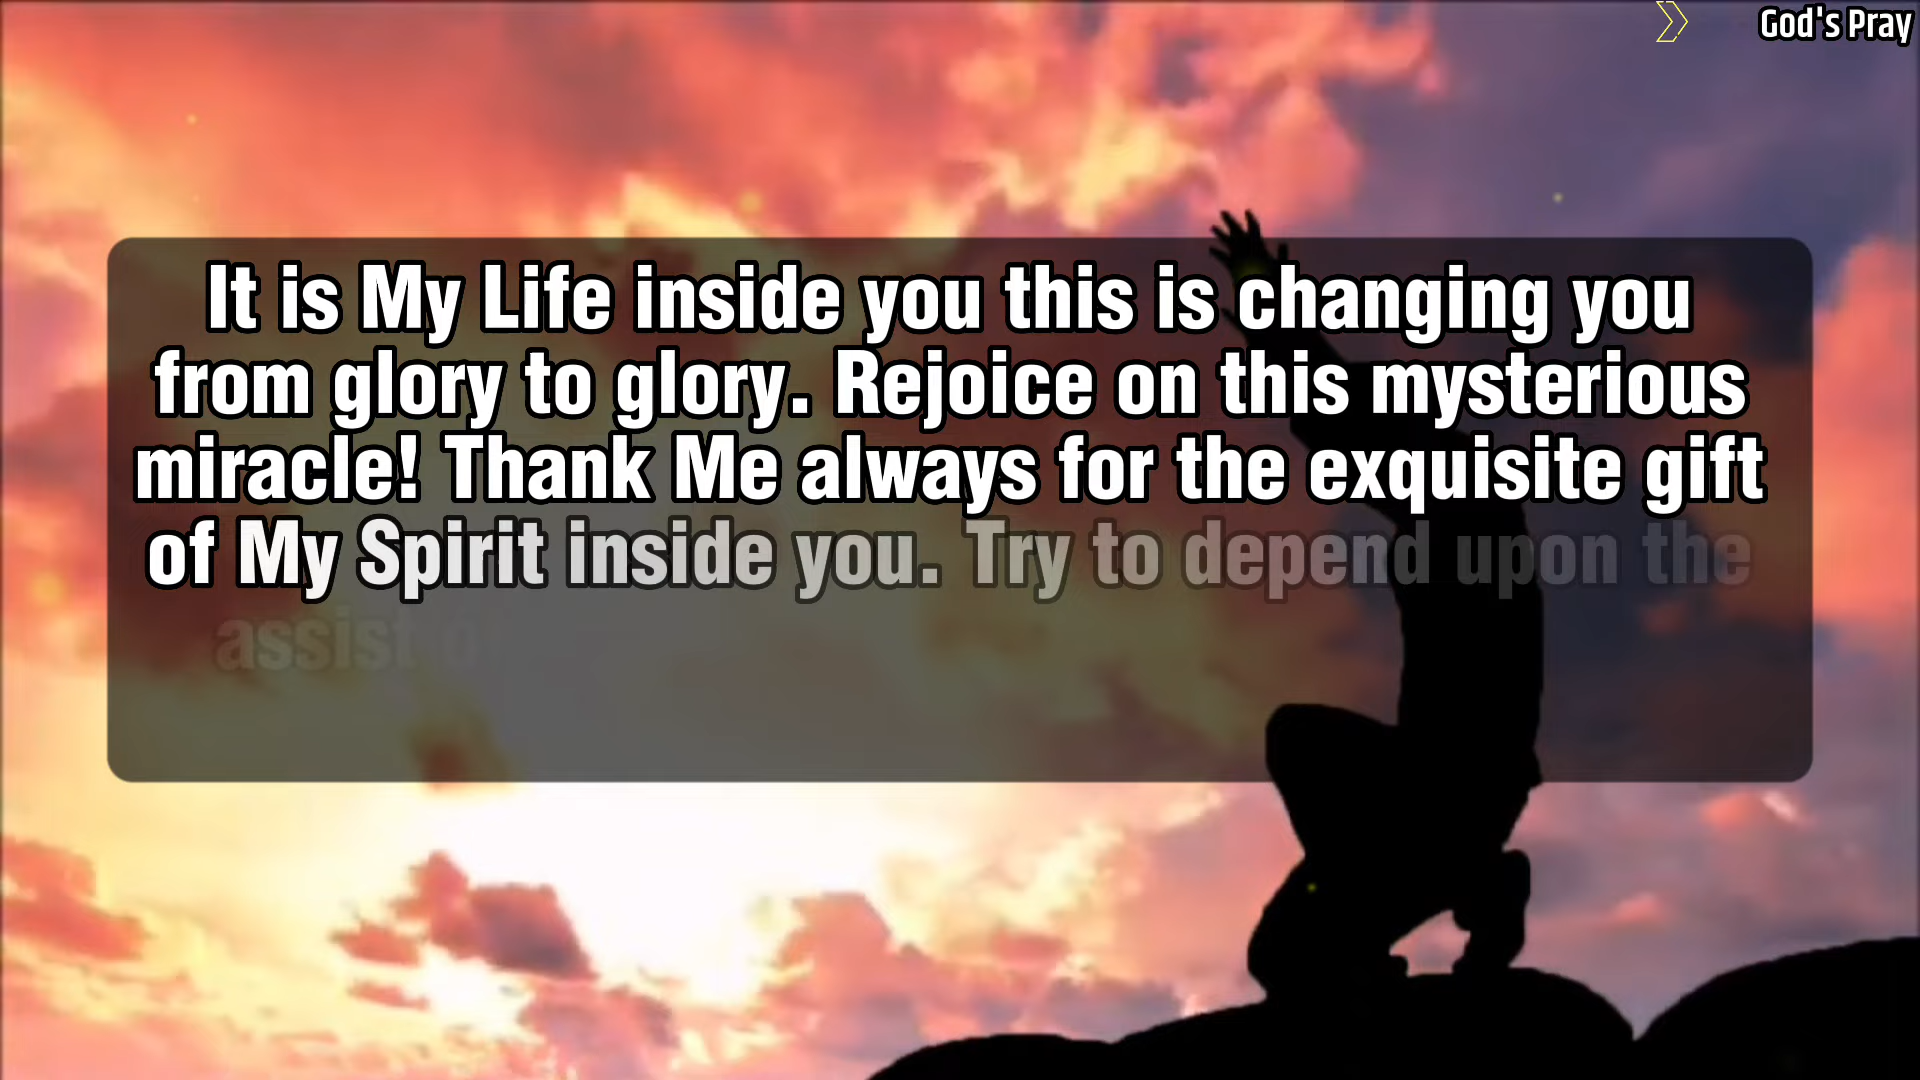 God's Pray
It is My Life inside you this is changing you
from glory to glory. Rejoice on this mysterious
miracle! Thank Me always for the exquisite gift
of My Spirit inside you. Try to depend upon the
assist of